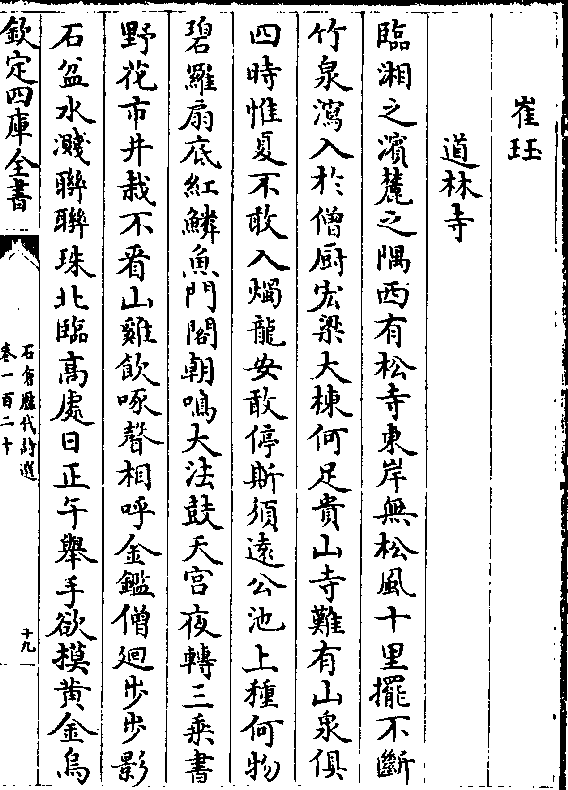 崔珏
道林寺
臨湘之濱麓之隅西有松寺東岸無松風十里擺不斷
竹泉瀉入於僧厨宏梁大棟何足貴山寺難有山泉俱
四時惟夏不敢入燭龍安敢停斯須遠公池上種何物
碧羅扇底紅鱗魚門閣朝鳴大法鼓天宫夜轉三乘書
野花市井栽不看山雞飲啄聲相呼金鑑僧廻步步影
石盆水濺聯聯珠北臨髙處日正午舉手欲摸黄金烏
欽定四庫全書
石倉歴代詩選
卷一百二十
十九